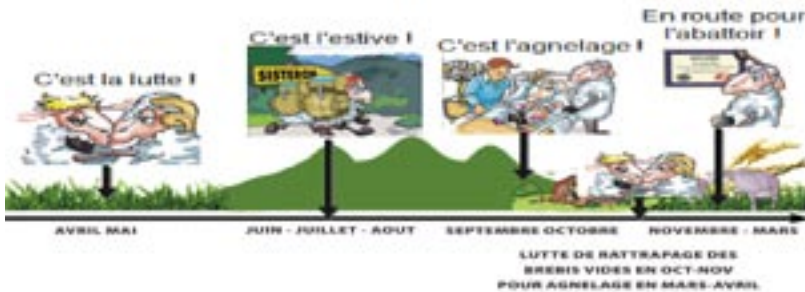 C'est la lutte !
C'est l'estive !
SISTERON
C'est l'agnelage !
En route pour
l'abattoir !
AVRIL MAI
JUIN - JUILLET - AOUT
SEPTEMBRE OCTOBRE
NOVEMBRE - MARS
LUTTE DE RATTRAPAGE DES
BREBIS VIDES EN OCT-NOV
POUR AGNELAGE EN MARS-AVRIL